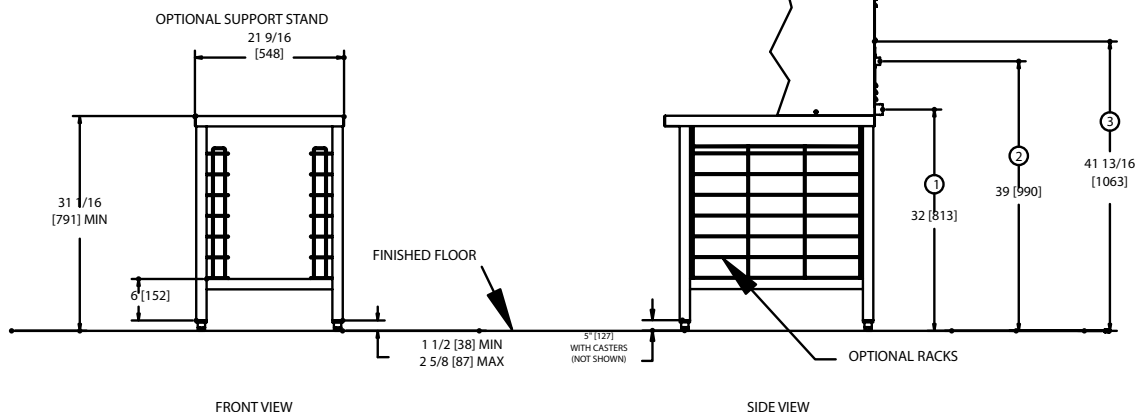 OPTIONAL SUPPORT STAND
21 9/16
[548]
31 1/16
[791] MIN
6 [152]
FINISHED FLOOR
1 1/2 [38] MIN
2 5/8 [87] MAX
5" [127]
WITH CASTERS
(NOT SHOWN)
1
32 [813]
2
39 [990]
3
41 13/16
[1063]
OPTIONAL RACKS
FRONT VIEW
SIDE VIEW